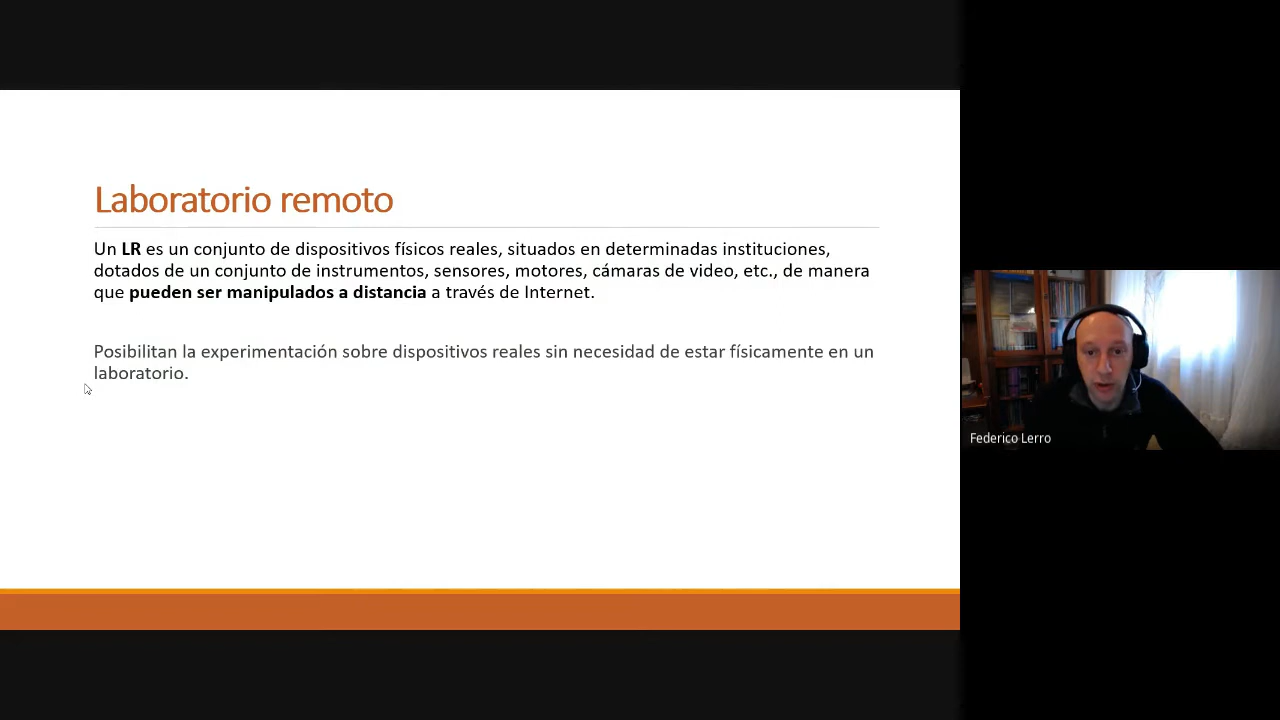 Laboratorio remoto
Un LR es un conjunto de dispositivos físicos reales, situados en determinadas instituciones,
dotados de un conjunto de instrumentos, sensores, motores, cámaras de video, etc., de manera
que pueden ser manipulados a distancia a través de Internet.
Posibilitan la experimentación sobre dispositivos reales sin necesidad de estar físicamente en un
laboratorio.
Federico Lerro